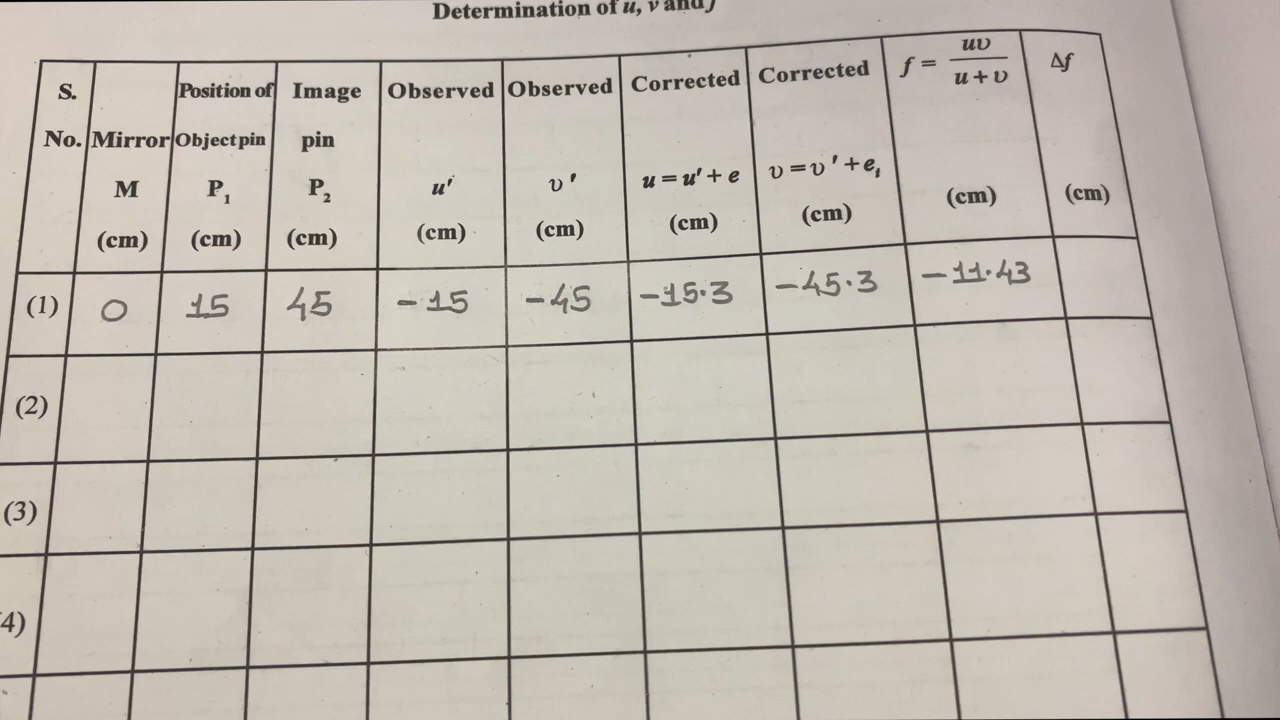 Determination of u, v and f
S. No. Mirror M (cm) Position of Object pin P₁ (cm) Image pin P₂ (cm) Observed u' (cm) Observed υ' (cm) Corrected u = u' + e (cm) Corrected υ = υ' + e₁ (cm) f = uυ / u + υ (cm) Δf (cm)
(1) 0 15 45 -15 -45 -15.3 -45.3 -11.43
(2)
(3)
4)